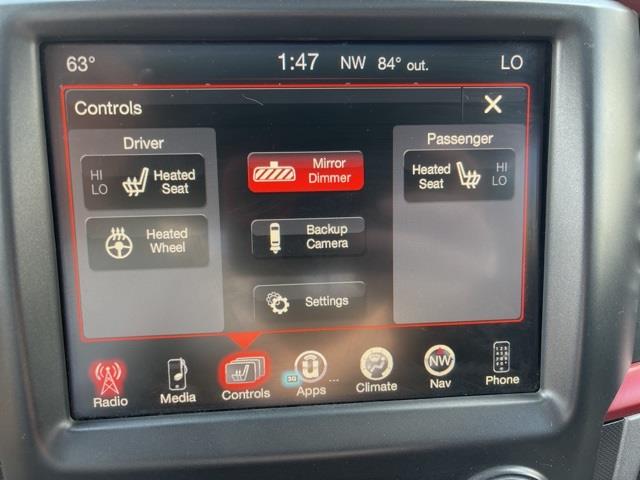 63° 1:47 NW 84° out. LO
Controls X
Driver
HI
LO
Heated
Seat
Heated
Wheel
Mirror
Dimmer
Backup
Camera
Settings
Passenger
Heated
Seat
HI
LO
Radio Media Controls Apps Climate Nav Phone
3G
...
NW